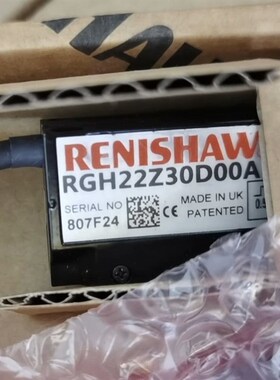 RENISHAW
RGH22Z30D00A
SERIAL NO
807F24
MADE IN UK
PATENTED